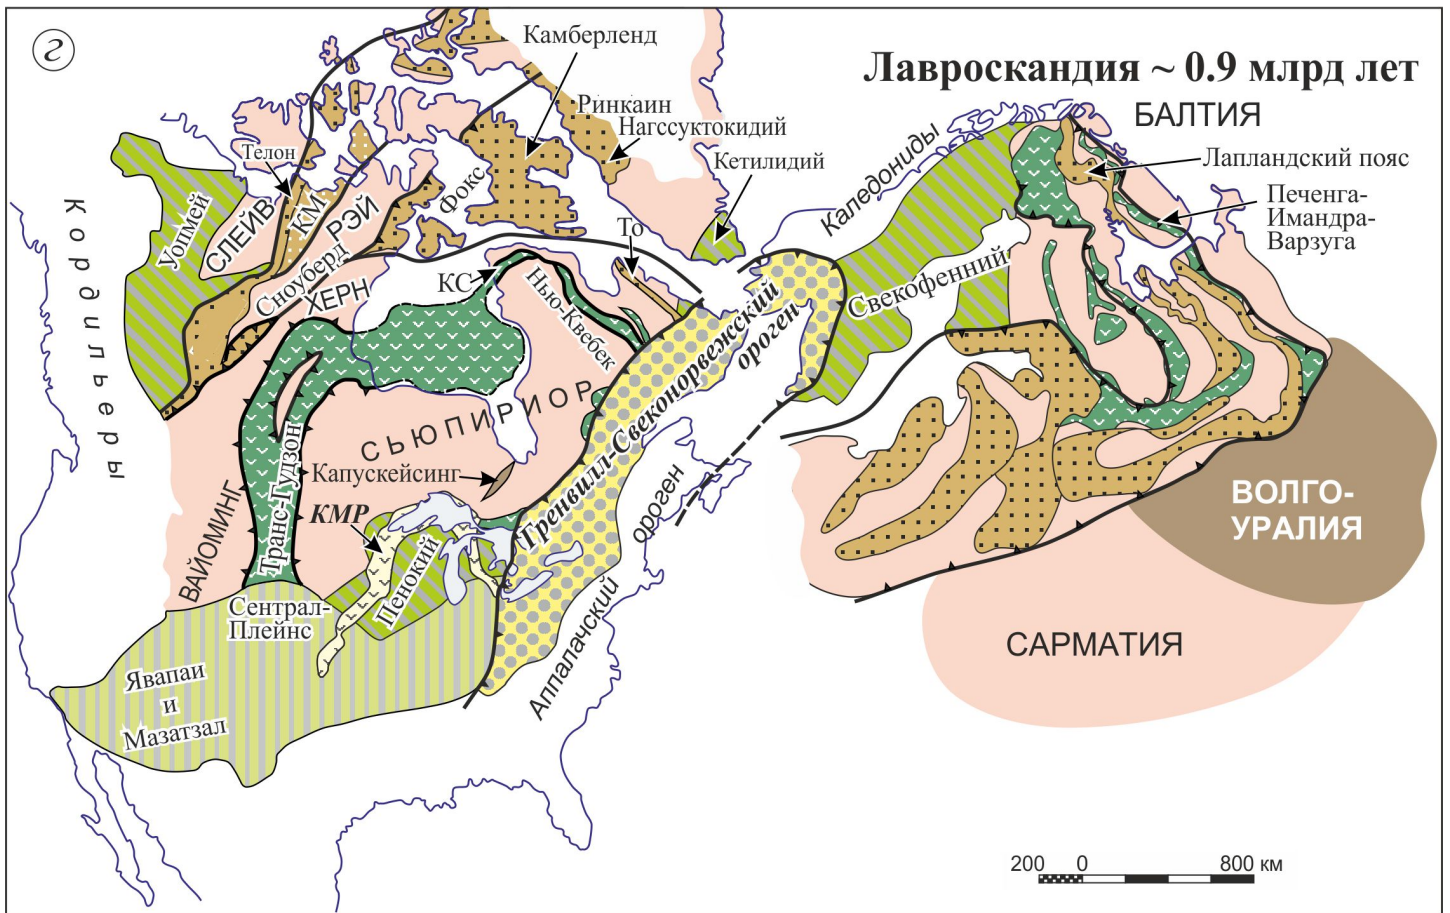 г
Лавроскандия ~ 0.9 млрд лет
Камберленд
Ринкаин
Нагссуктокидий
Кетилидий
БАЛТИЯ
Лапландский пояс
Печенга-
Имандра-
Варзуга
Каледониды
Телон
Кордильеры
Уопмей
СЛЕЙВ
КМ
РЭЙ
Фокс
Сноуберд
ХЕРН
КС
То
Нью-Квебек
Свекофенний
Гренвилл-Свеконорвежский
ороген
СЬЮПИРИОР
Капускейсинг
Транс-Гудзон
ВАЙОМИНГ
КМР
Пенокий
Аппалачский ороген
ВОЛГО-
УРАЛИЯ
САРМАТИЯ
Сентрал-
Плейнс
Явапаи
и
Мазатзал
200 0 800 км